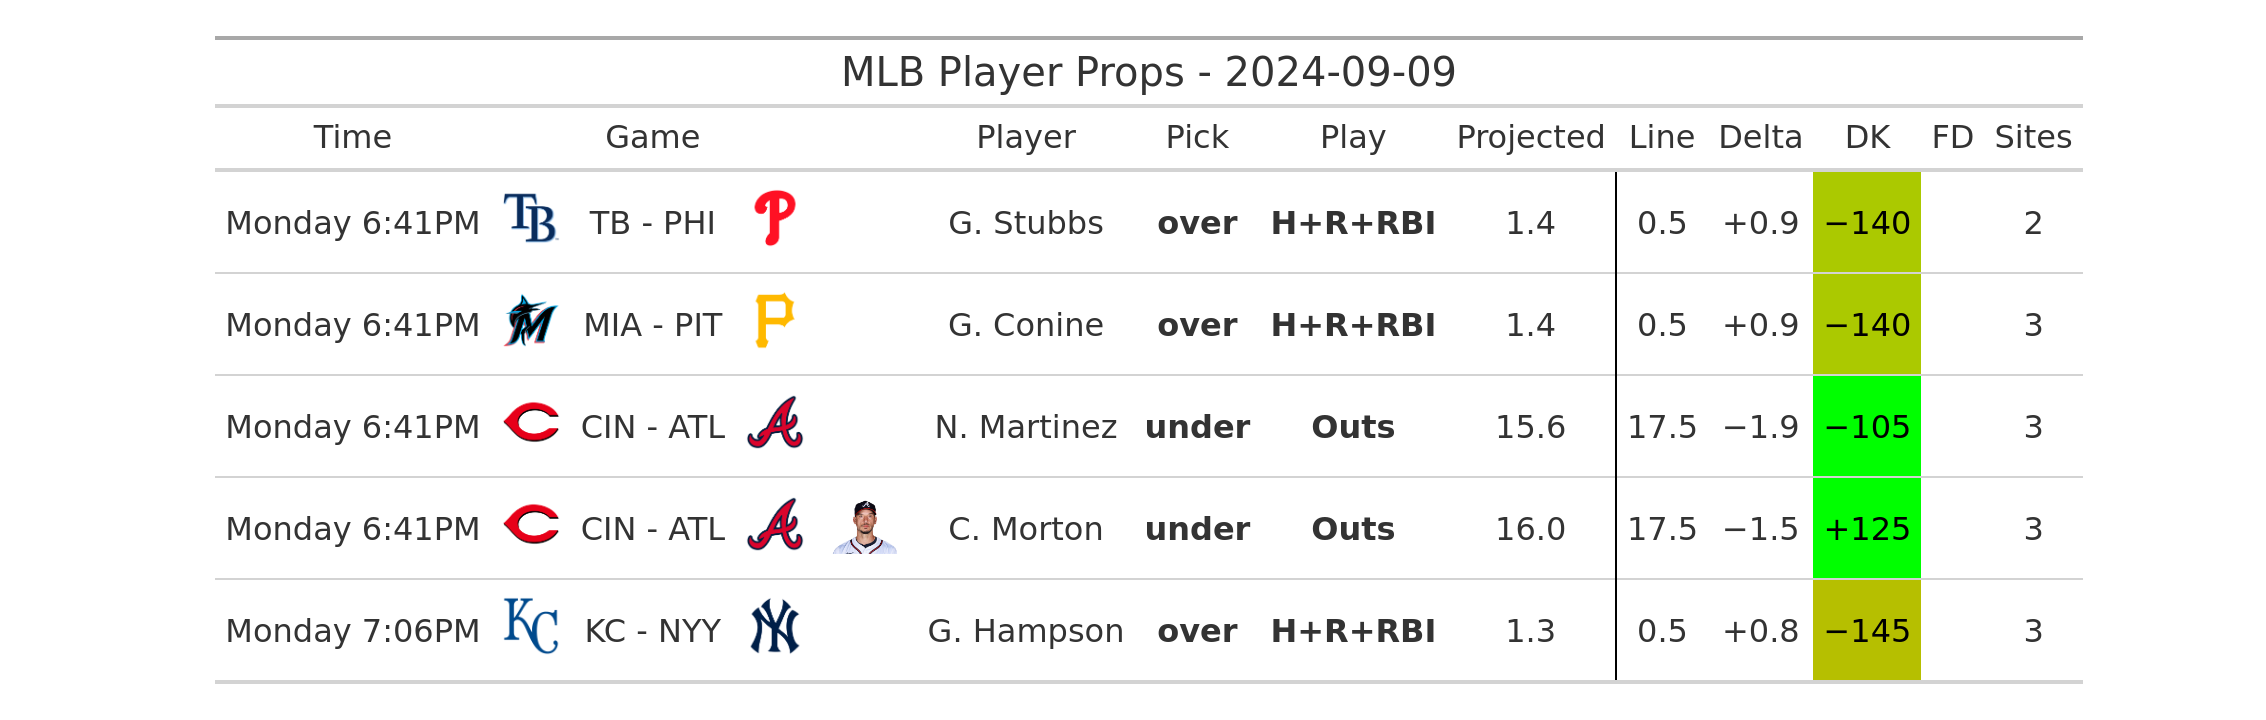 MLB Player Props - 2024-09-09
Time Game Player Pick Play Projected Line Delta DK FD Sites
Monday 6:41PM TB TB - PHI P G. Stubbs over H+R+RBI 1.4 0.5 +0.9 −140 2
Monday 6:41PM M MIA - PIT P G. Conine over H+R+RBI 1.4 0.5 +0.9 −140 3
Monday 6:41PM C CIN - ATL A N. Martinez under Outs 15.6 17.5 −1.9 −105 3
Monday 6:41PM C CIN - ATL A C. Morton under Outs 16.0 17.5 −1.5 +125 3
Monday 7:06PM KC KC - NYY NY G. Hampson over H+R+RBI 1.3 0.5 +0.8 −145 3